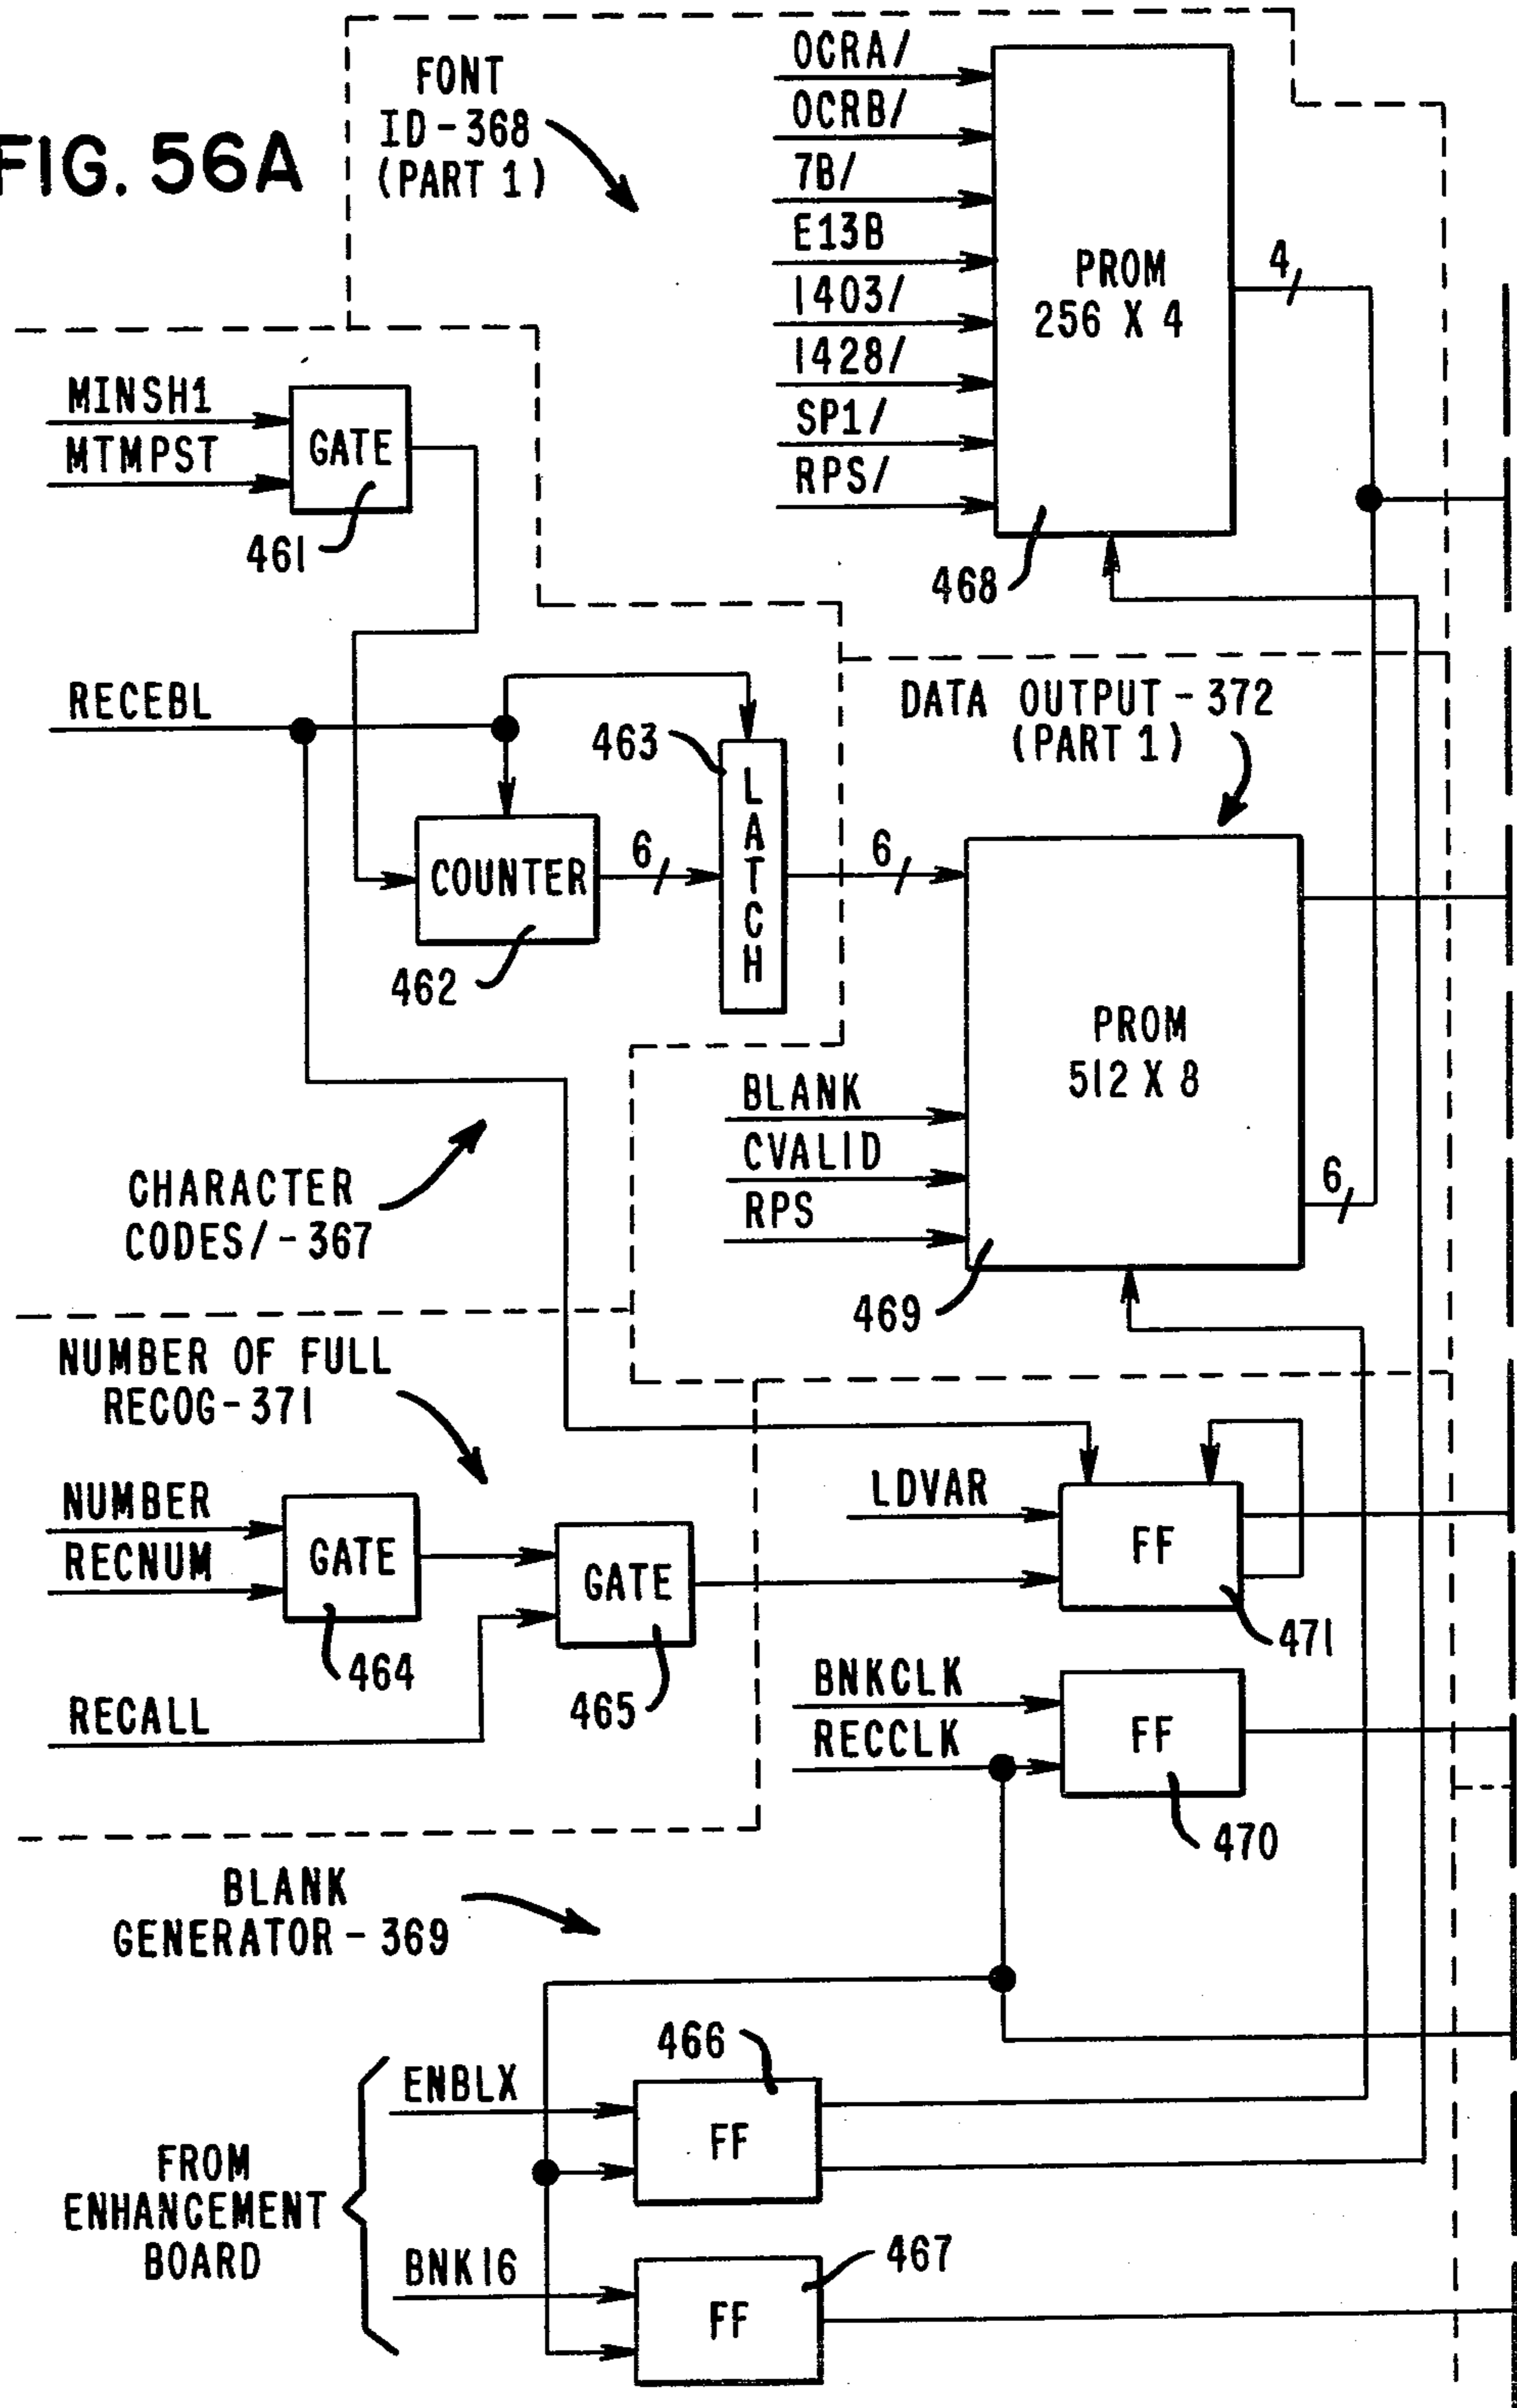 FIG. 56A
FONT
ID-368
(PART 1)
OCRA/
OCRB/
7B/
E13B
1403/
1428/
SP1/
RPS/
PROM
256 X 4
4
468
MINSH1
MTMPST
GATE
461
RECEBL
463
LATCH
COUNTER
6
6
462
DATA OUTPUT-372
(PART 1)
PROM
512 X 8
BLANK
CVALID
RPS
6
469
CHARACTER
CODES/-367
NUMBER OF FULL
RECOG-371
NUMBER
RECNUM
GATE
GATE
464
465
RECALL
LDVAR
FF
471
BNKCLK
RECCLK
FF
470
BLANK
GENERATOR-369
466
ENBLX
FF
FROM
ENHANCEMENT
BOARD
BNK16
FF
467